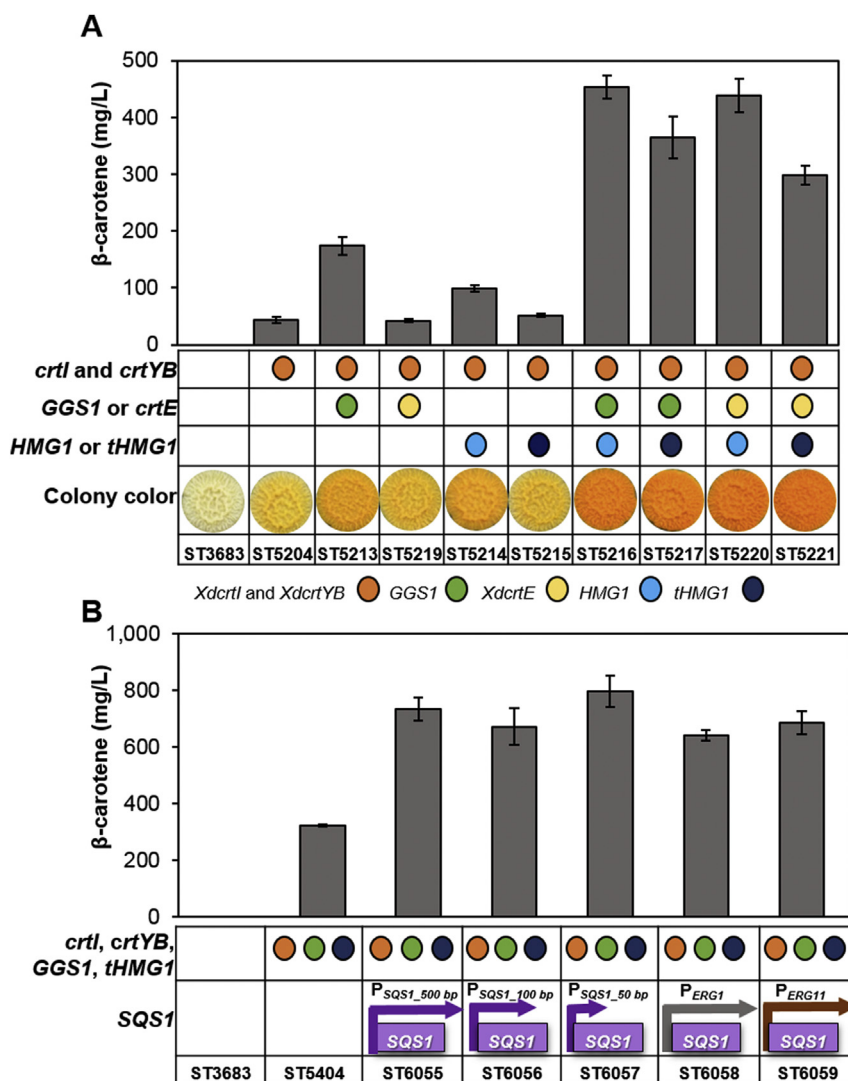 A
500
400
300
200
100
0
β-carotene (mg/L)
crtI and crtYB
GGS1 or crtE
HMG1 or tHMG1
Colony color
ST3683 ST5204 ST5213 ST5219 ST5214 ST5215 ST5216 ST5217 ST5220 ST5221
XdcrtI and XdcrtYB GGS1 XdcrtE HMG1 tHMG1
B
1,000
800
600
400
200
0
β-carotene (mg/L)
crtI, crtYB,
GGS1, tHMG1
PSQS1_500 bp PSQS1_100 bp PSQS1_50 bp PERG1 PERG11
SQS1
SQS1 SQS1 SQS1 SQS1 SQS1
ST3683 ST5404 ST6055 ST6056 ST6057 ST6058 ST6059